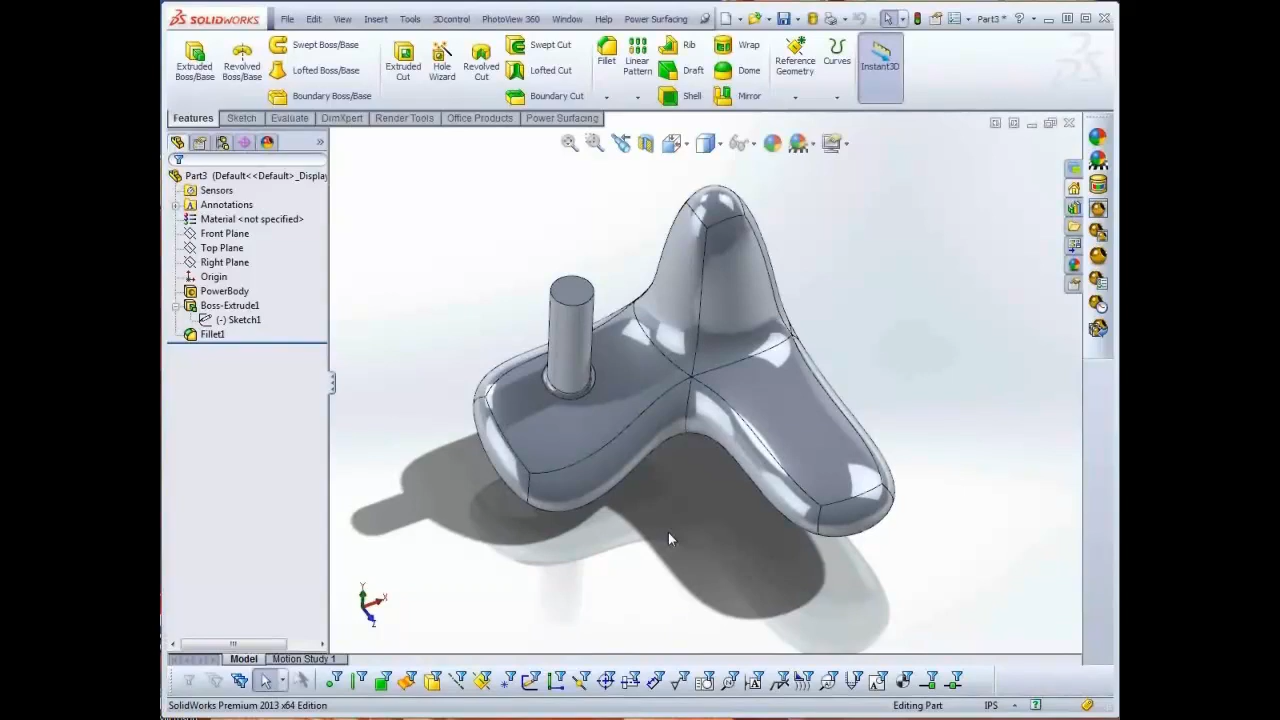 SOLIDWORKS File Edit View Insert Tools 3Dcontrol PhotoView 360 Window Help Power Surfacing Part3 *
Extruded Boss/Base
Revolved Boss/Base
Swept Boss/Base
Lofted Boss/Base
Boundary Boss/Base
Extruded Cut
Hole Wizard
Revolved Cut
Swept Cut
Lofted Cut
Boundary Cut
Fillet
Linear Pattern
Rib
Draft
Shell
Wrap
Dome
Mirror
Reference Geometry
Curves
Instant3D
Features Sketch Evaluate DimXpert Render Tools Office Products Power Surfacing
Part3 (Default<<Default>_Display
Sensors
Annotations
Material <not specified>
Front Plane
Top Plane
Right Plane
Origin
PowerBody
Boss-Extrude1
(-) Sketch1
Fillet1
Y
X
Z
Model Motion Study 1
SolidWorks Premium 2013 x64 Edition Editing Part IPS